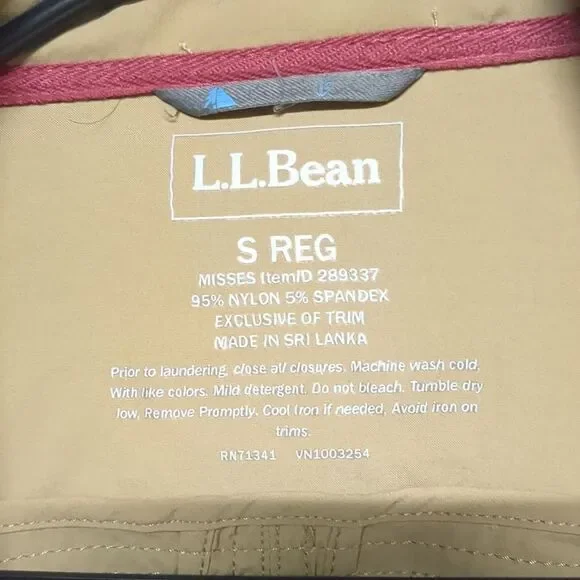 L.L.Bean
S REG
MISSES ItemID 289337
95% NYLON 5% SPANDEX
EXCLUSIVE OF TRIM
MADE IN SRI LANKA
Prior to laundering, close all closures. Machine wash cold,
With like colors. Mild detergent. Do not bleach. Tumble dry
low, Remove Promptly. Cool Iron if needed, Avoid iron on
trims.
RN71341 VN1003254